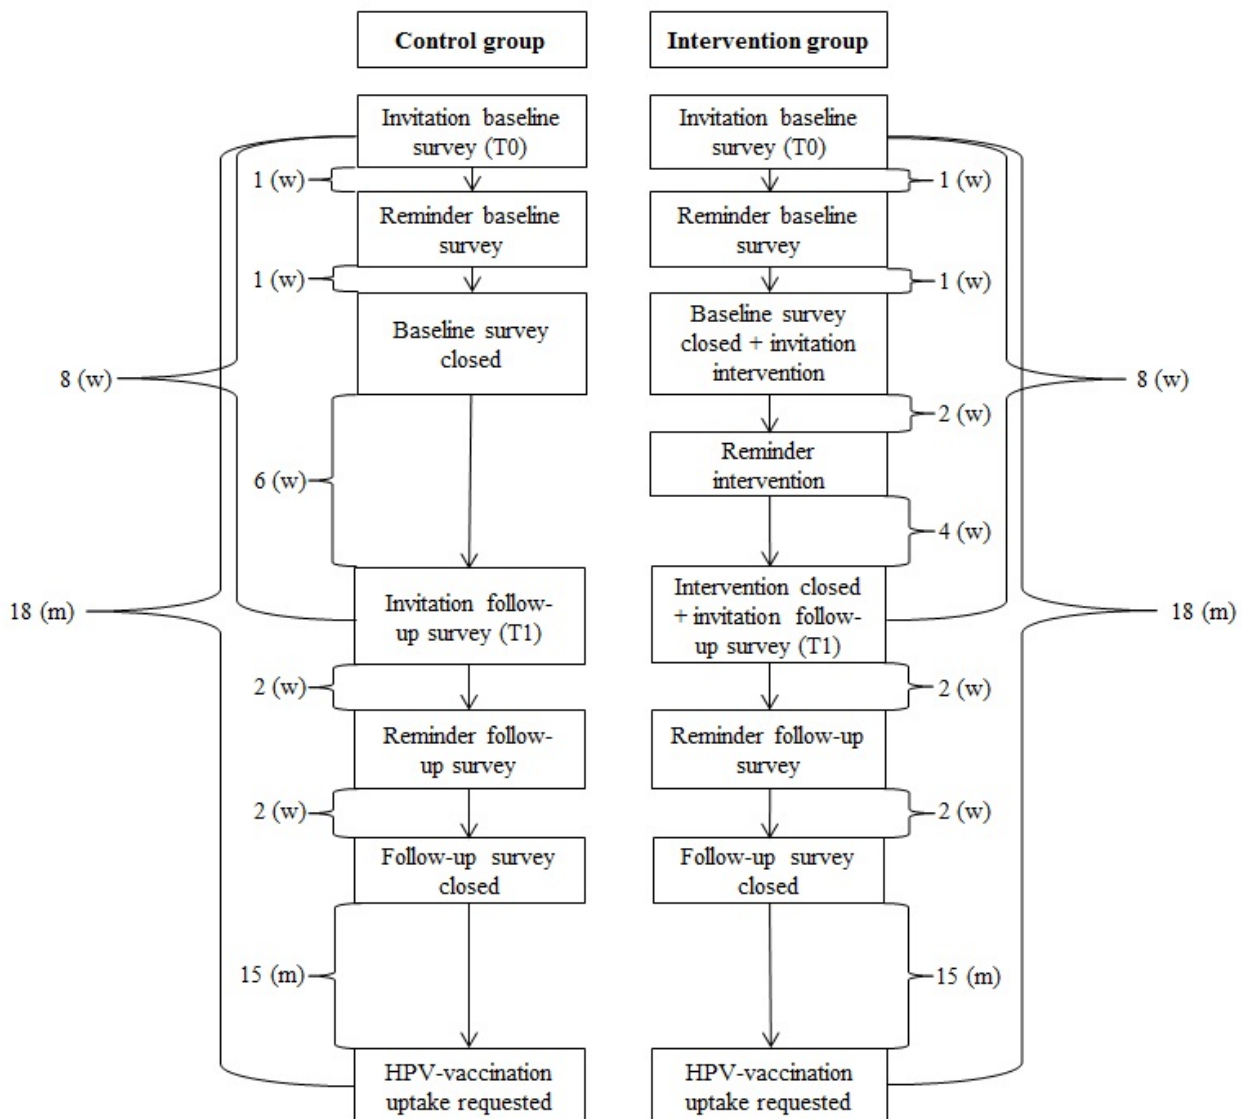 Control group
Intervention group
Invitation baseline
survey (T0)
Invitation baseline
survey (T0)
1 (w)
1 (w)
Reminder baseline
survey
Reminder baseline
survey
1 (w)
1 (w)
Baseline survey
closed
Baseline survey
closed + invitation
intervention
8 (w)
8 (w)
2 (w)
Reminder
intervention
6 (w)
4 (w)
Invitation follow-
up survey (T1)
Intervention closed
+ invitation follow-
up survey (T1)
18 (m)
18 (m)
2 (w)
2 (w)
Reminder follow-
up survey
Reminder follow-up
survey
2 (w)
2 (w)
Follow-up survey
closed
Follow-up survey
closed
15 (m)
15 (m)
HPV-vaccination
uptake requested
HPV-vaccination
uptake requested